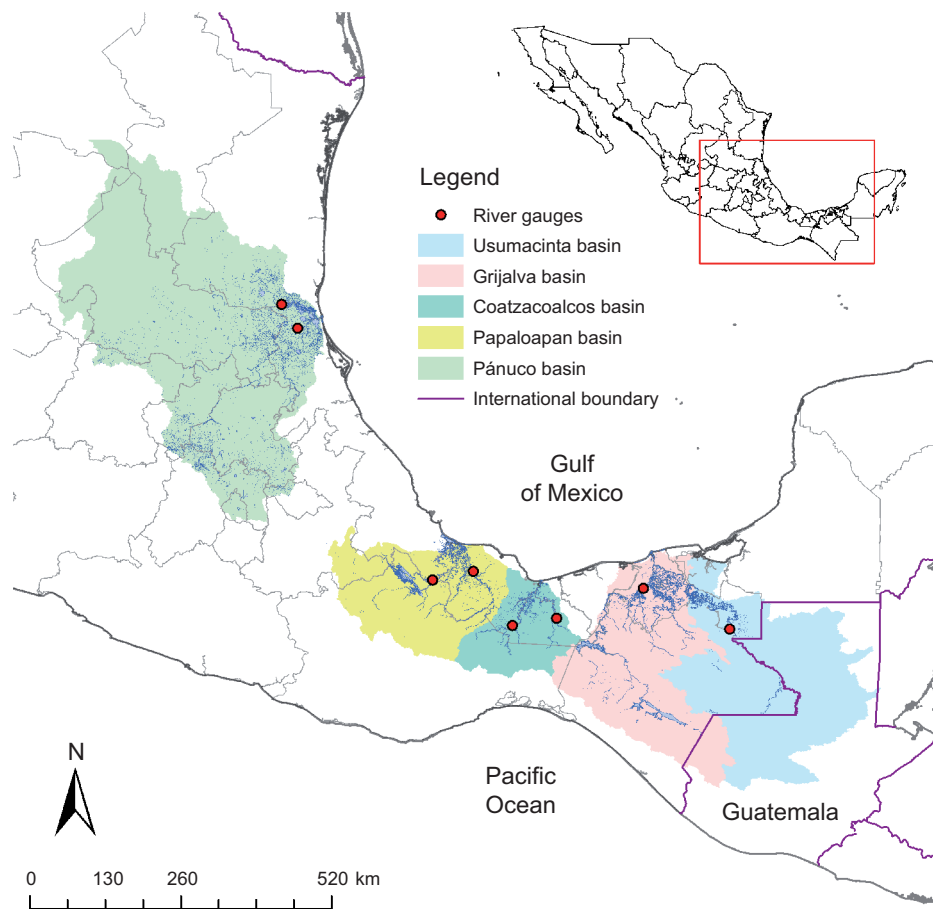 Legend
River gauges
Usumacinta basin
Grijalva basin
Coatzacoalcos basin
Papaloapan basin
Pánuco basin
International boundary
Gulf
of Mexico
Pacific
Ocean
Guatemala
N
0 130 260 520 km